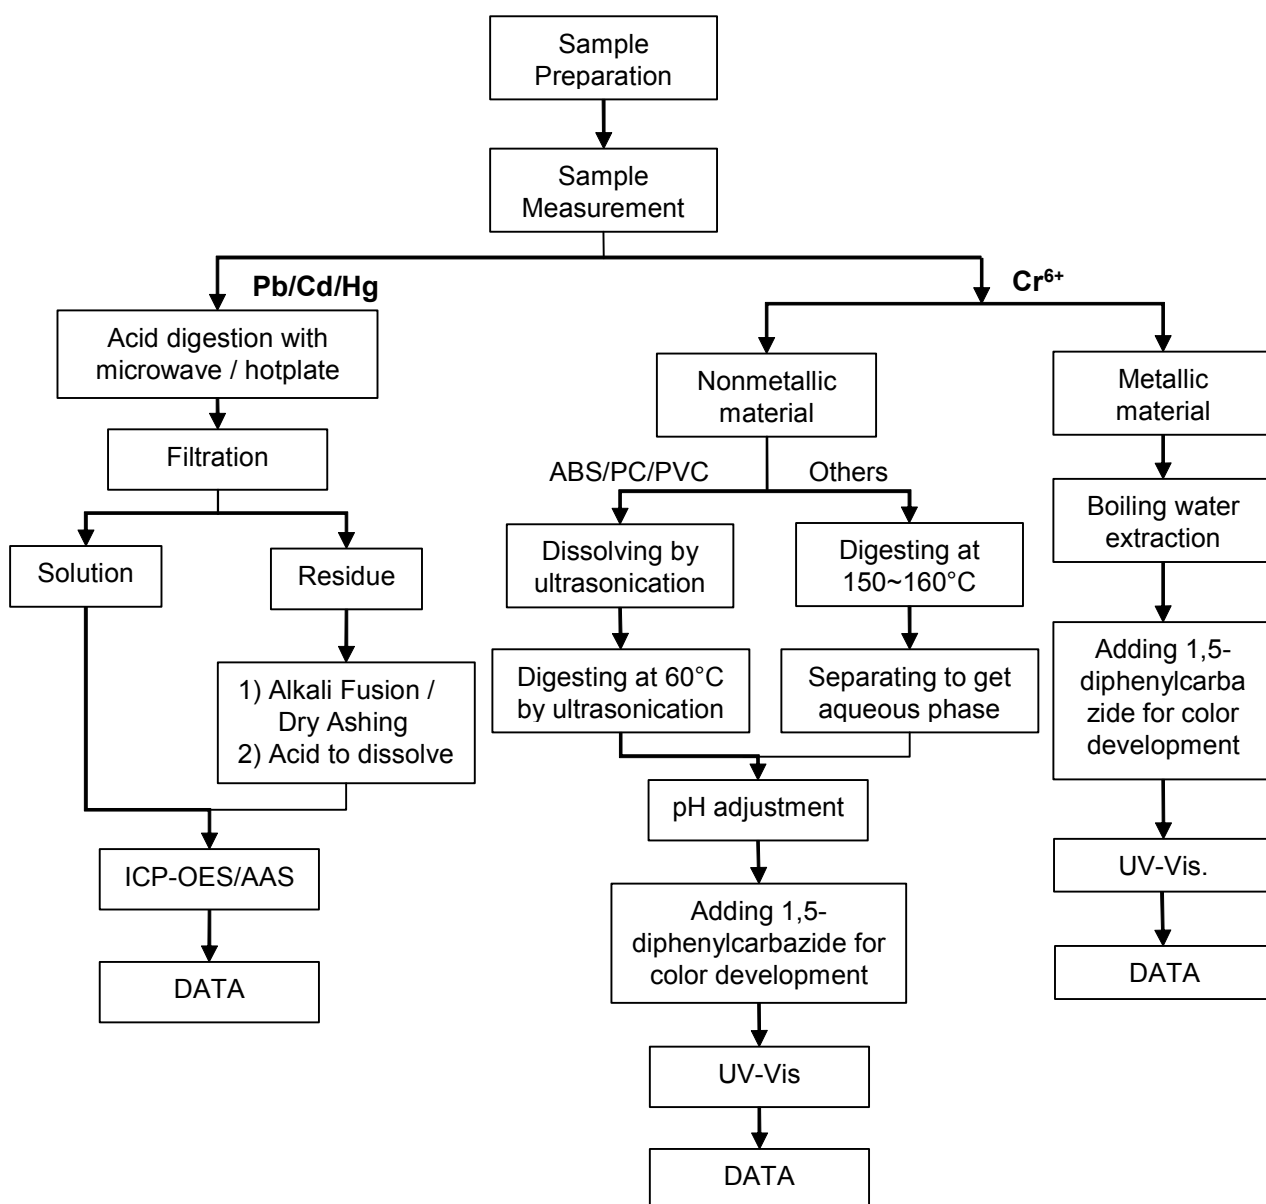 Sample
Preparation
Sample
Measurement
Pb/Cd/Hg
Cr⁶⁺
Acid digestion with
microwave / hotplate
Filtration
Solution
Residue
1) Alkali Fusion /
Dry Ashing
2) Acid to dissolve
ICP-OES/AAS
DATA
Nonmetallic
material
ABS/PC/PVC
Others
Dissolving by
ultrasonication
Digesting at
150~160°C
Digesting at 60°C
by ultrasonication
Separating to get
aqueous phase
pH adjustment
Adding 1,5-
diphenylcarbazide for
color development
UV-Vis
DATA
Metallic
material
Boiling water
extraction
Adding 1,5-
diphenylcarba
zide for color
development
UV-Vis.
DATA